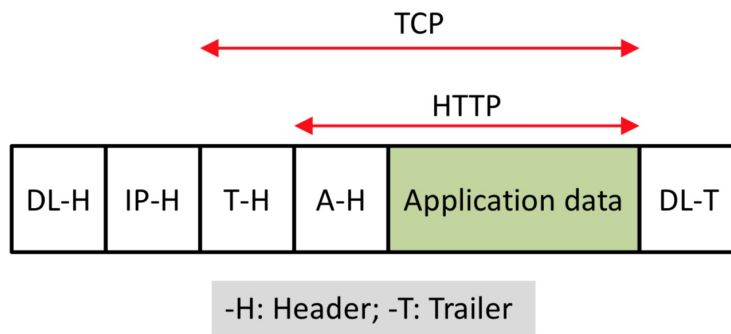 TCP
HTTP
DL-H IP-H T-H A-H Application data DL-T
-H: Header; -T: Trailer